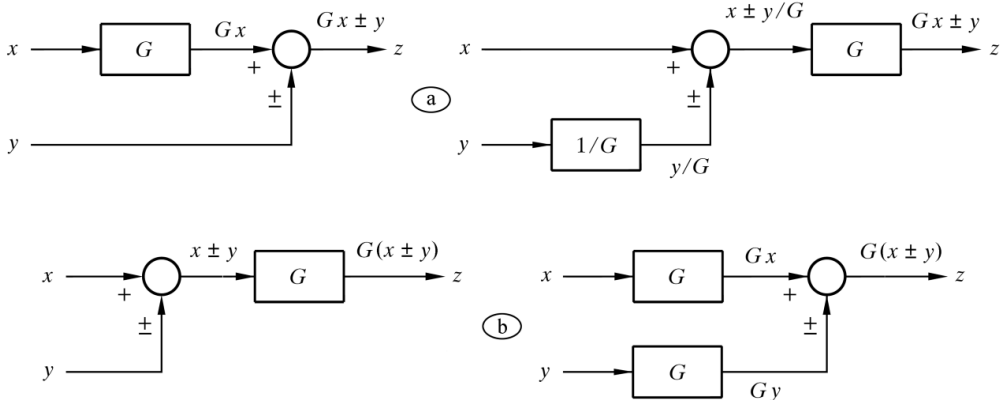 x G Gx + Gx ± y z
± y
x + x ± y/G G Gx ± y z
± y 1/G y/G
a
x + x ± y G G(x ± y) z
± y
x G Gx + G(x ± y) z
± y G Gy
b